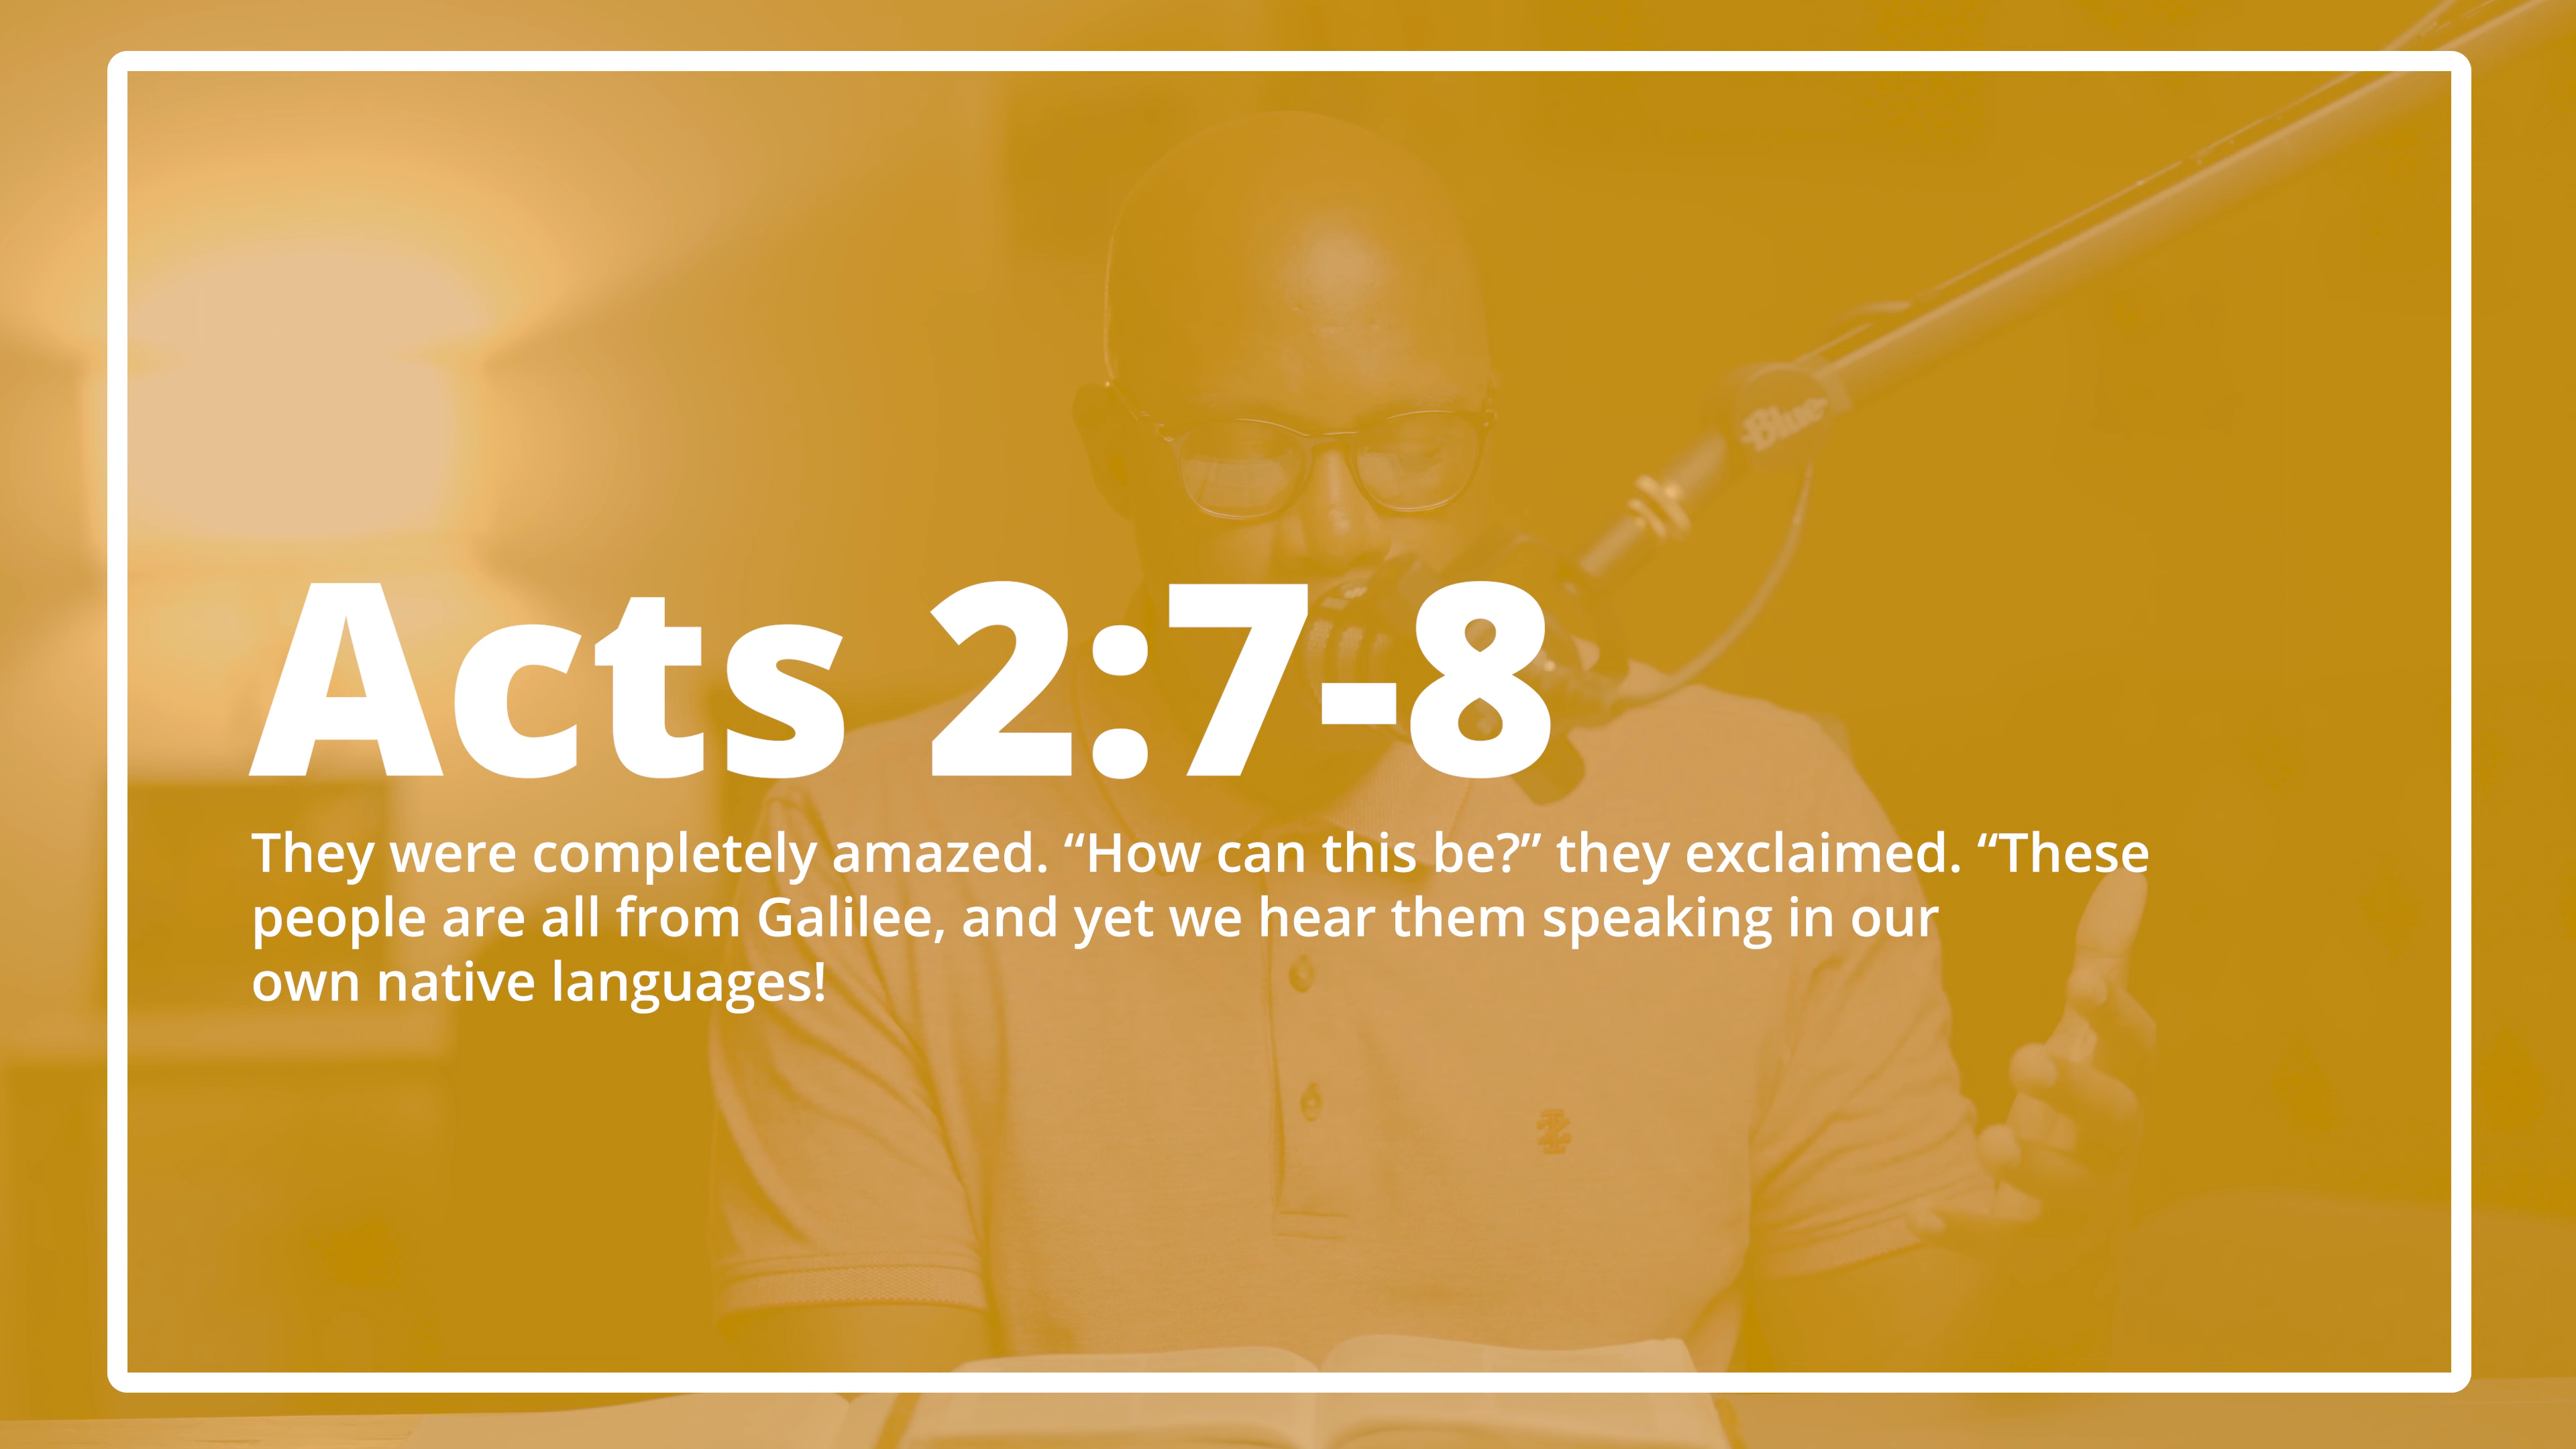 Blue
Acts 2:7-8
They were completely amazed. “How can this be?” they exclaimed. “These
people are all from Galilee, and yet we hear them speaking in our
own native languages!